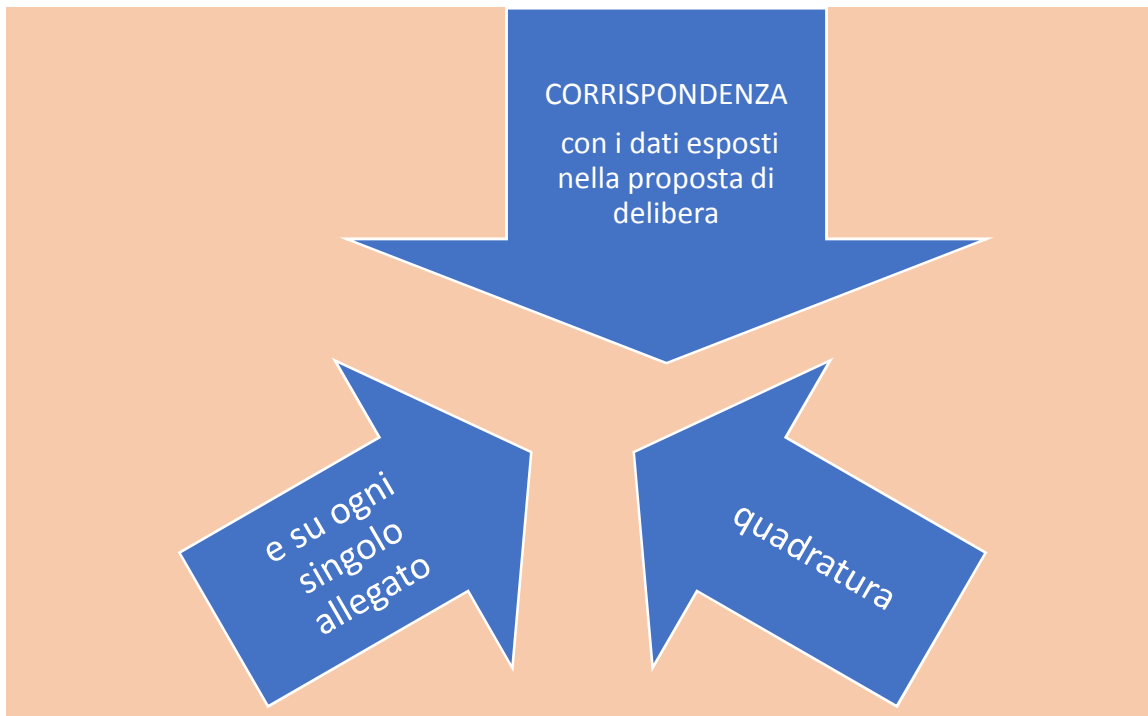 CORRISPONDENZA
con i dati esposti
nella proposta di
delibera
e su ogni
singolo
allegato
quadratura